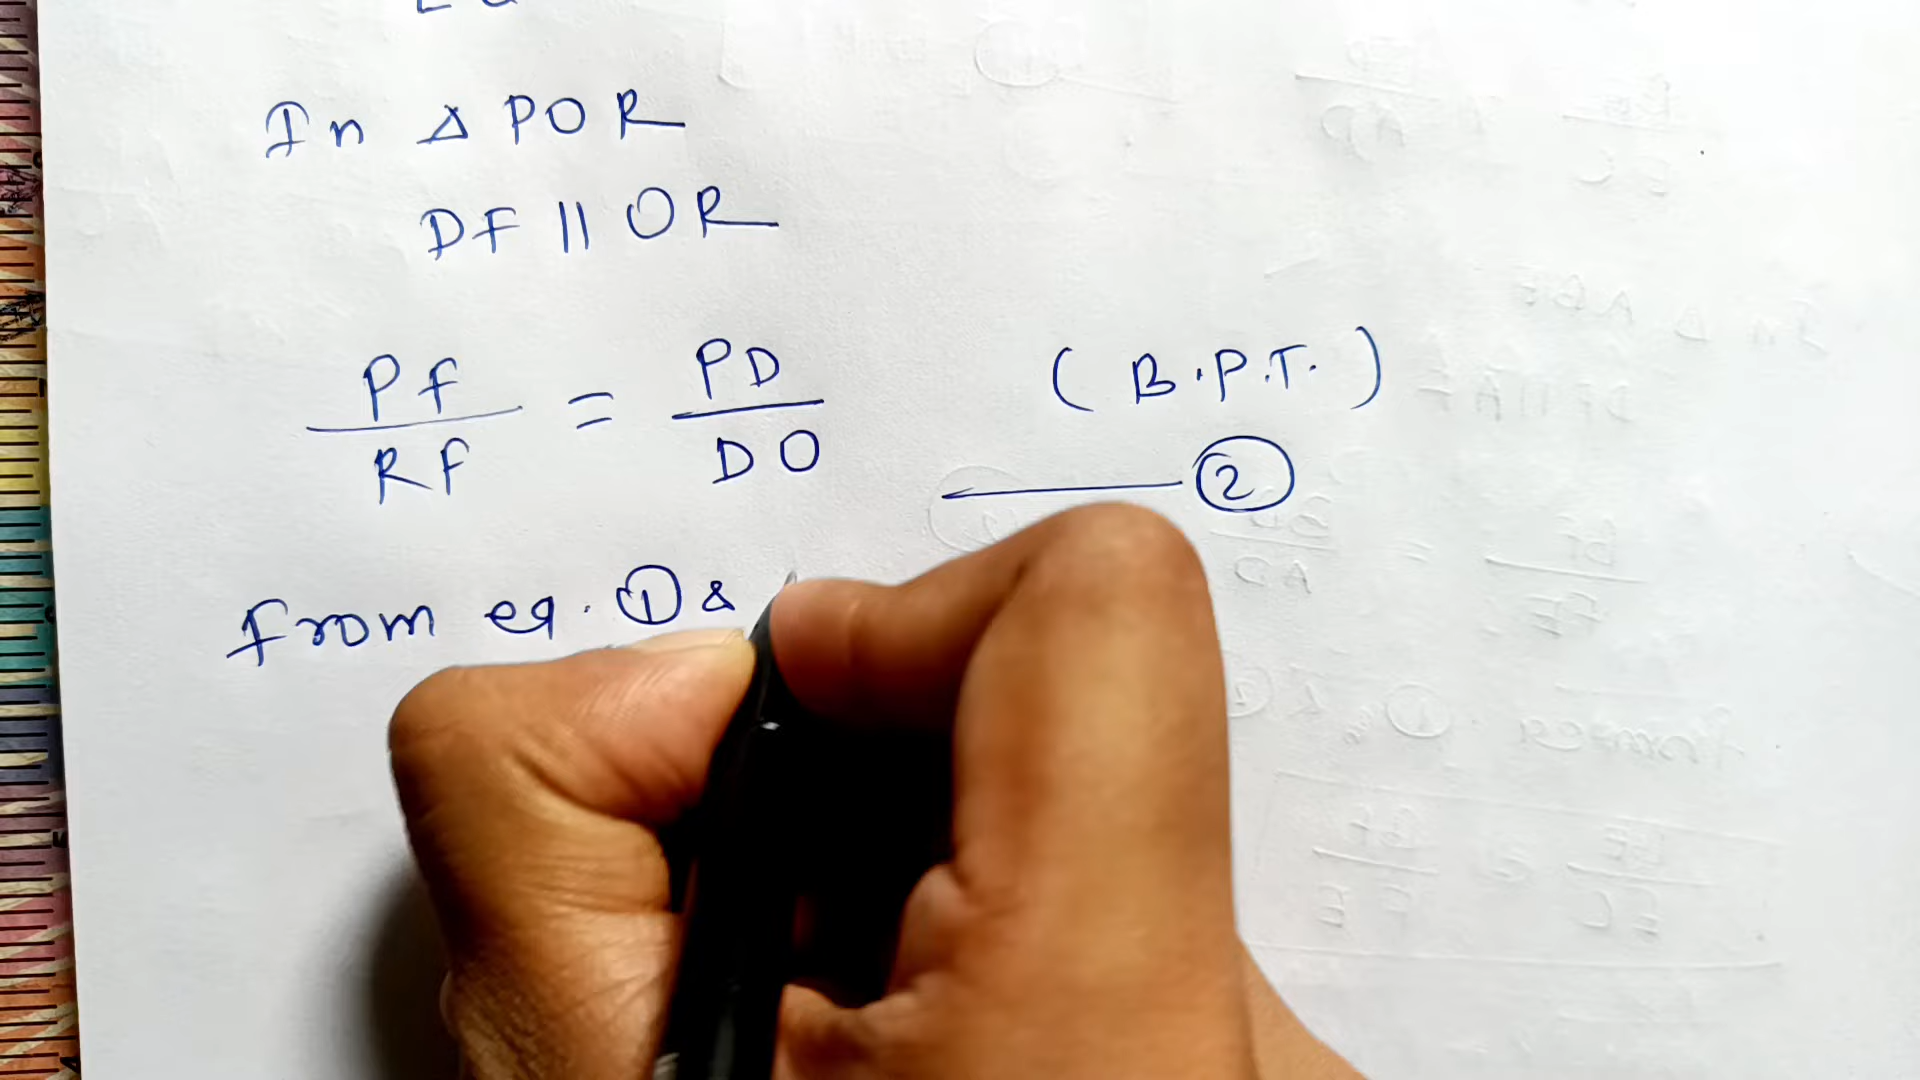 In Δ POR
DF || OR
PF / RF = PD / DO (B.P.T.)
②
from eq. ① &